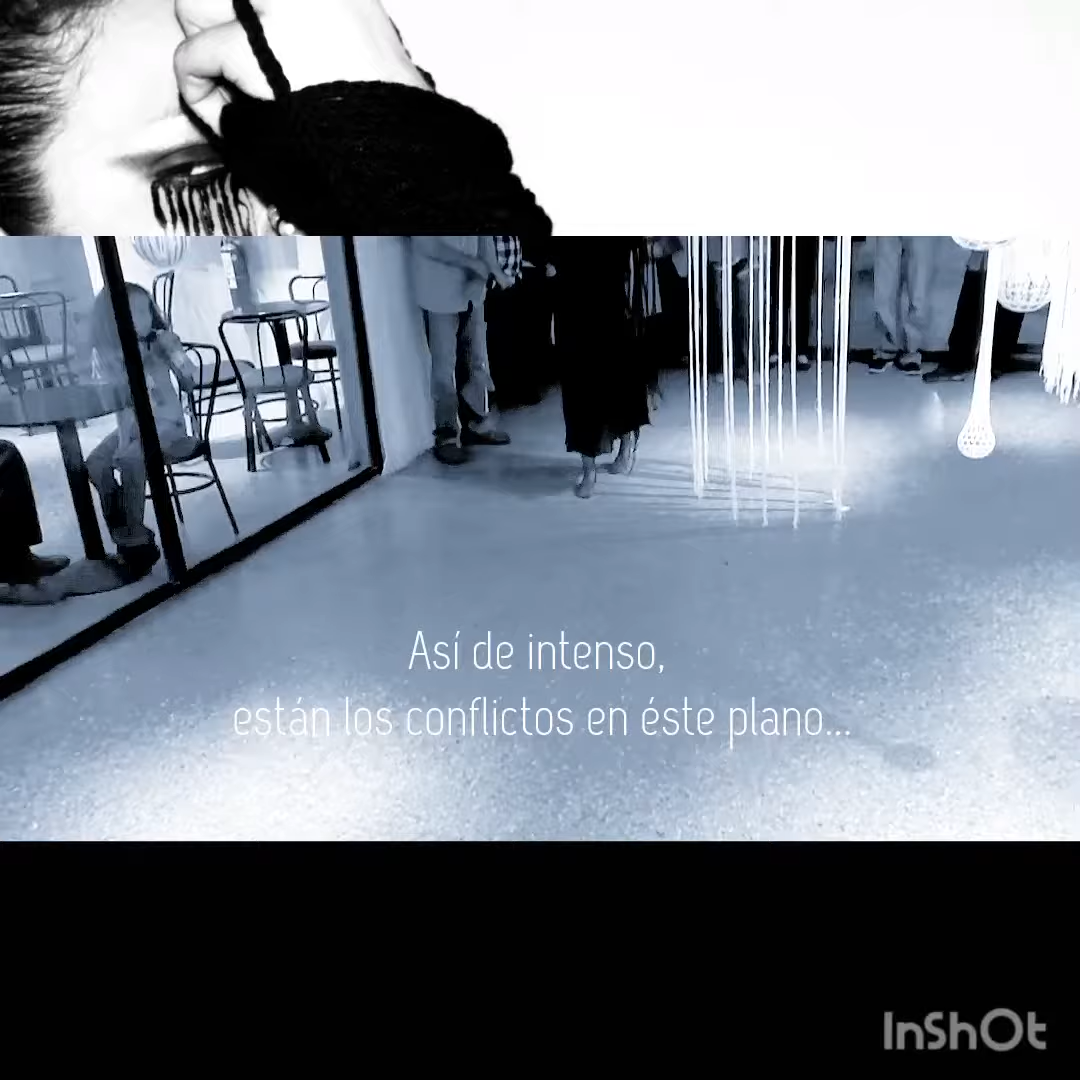 Así de intenso,
están los conflictos en éste plano...
InShOt